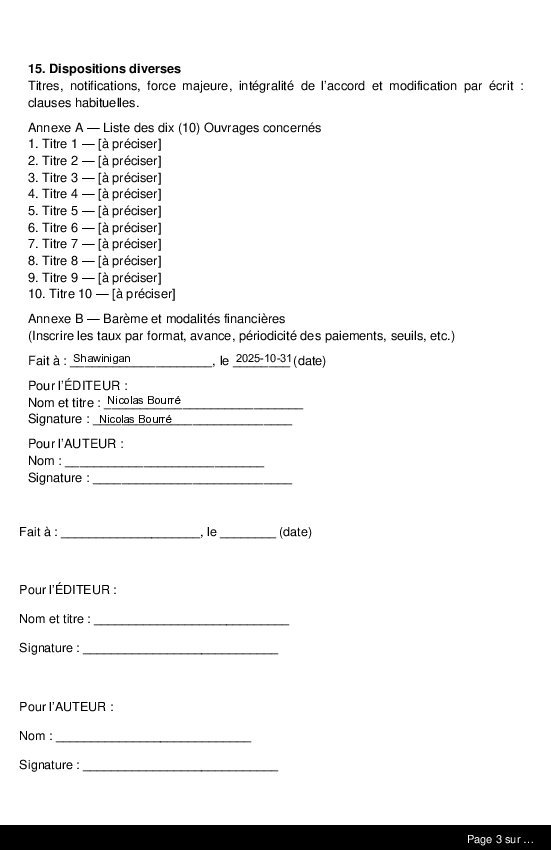 15. Dispositions diverses
Titres, notifications, force majeure, intégralité de l'accord et modification par écrit :
clauses habituelles.
Annexe A — Liste des dix (10) Ouvrages concernés
1. Titre 1 — [à préciser]
2. Titre 2 — [à préciser]
3. Titre 3 — [à préciser]
4. Titre 4 — [à préciser]
5. Titre 5 — [à préciser]
6. Titre 6 — [à préciser]
7. Titre 7 — [à préciser]
8. Titre 8 — [à préciser]
9. Titre 9 — [à préciser]
10. Titre 10 — [à préciser]
Annexe B — Barème et modalités financières
(Inscrire les taux par format, avance, périodicité des paiements, seuils, etc.)
Fait à : Shawinigan, le 2025-10-31 (date)
Pour l'ÉDITEUR :
Nom et titre : Nicolas Bourré
Signature : Nicolas Bourré
Pour l'AUTEUR :
Nom : ____________________________
Signature : ____________________________
Fait à : ____________________, le ________ (date)
Pour l'ÉDITEUR :
Nom et titre : ____________________________
Signature : ____________________________
Pour l'AUTEUR :
Nom : ____________________________
Signature : ____________________________
Page 3 sur ...